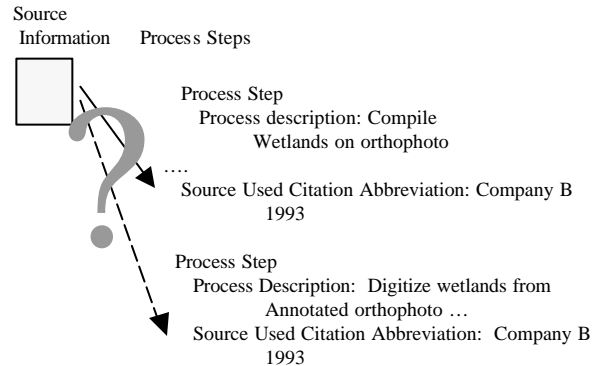 Source
Information Process Steps
Process Step
Process description: Compile
Wetlands on orthophoto
….
Source Used Citation Abbreviation: Company B
1993
?
Process Step
Process Description: Digitize wetlands from
Annotated orthophoto …
Source Used Citation Abbreviation: Company B
1993